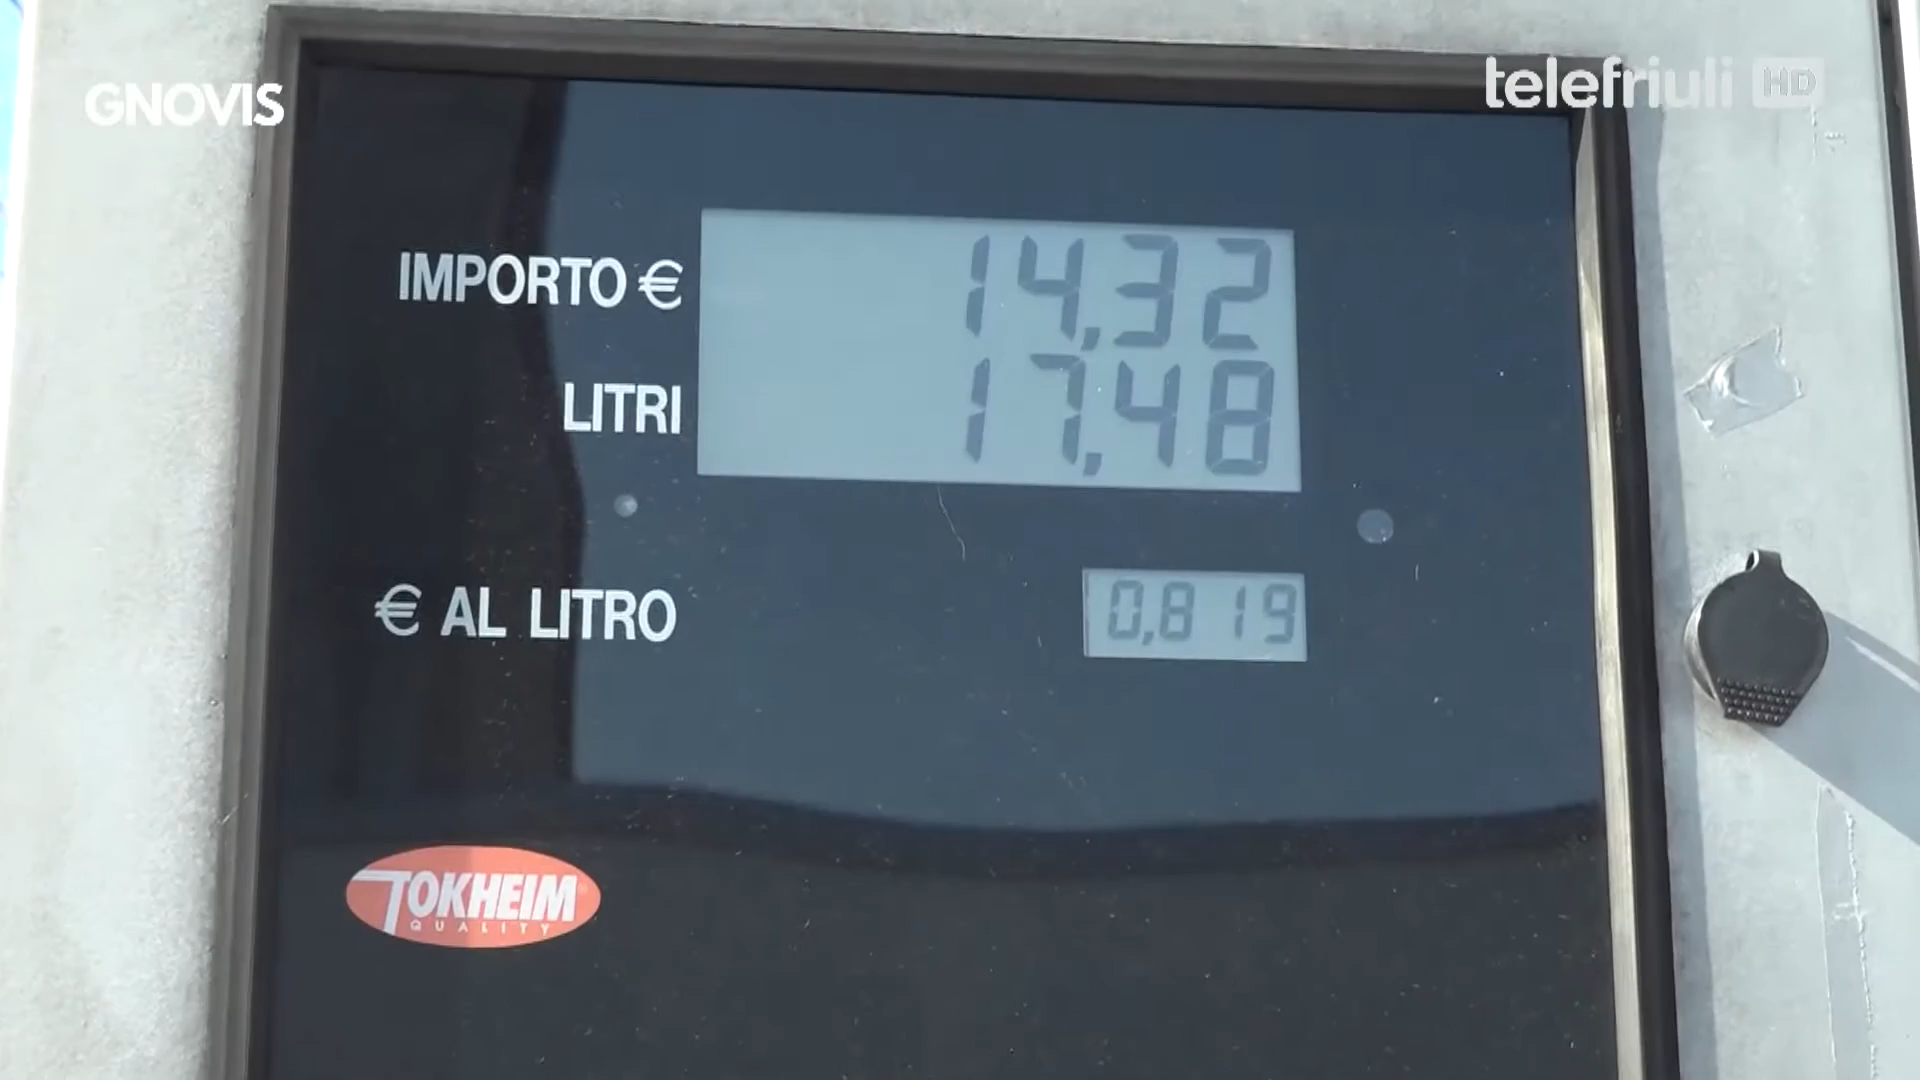 GNOVIS
telefriuli HD
IMPORTO € 14,32
LITRI 17,48
€ AL LITRO 0,819
TOKHEIM
QUALITY